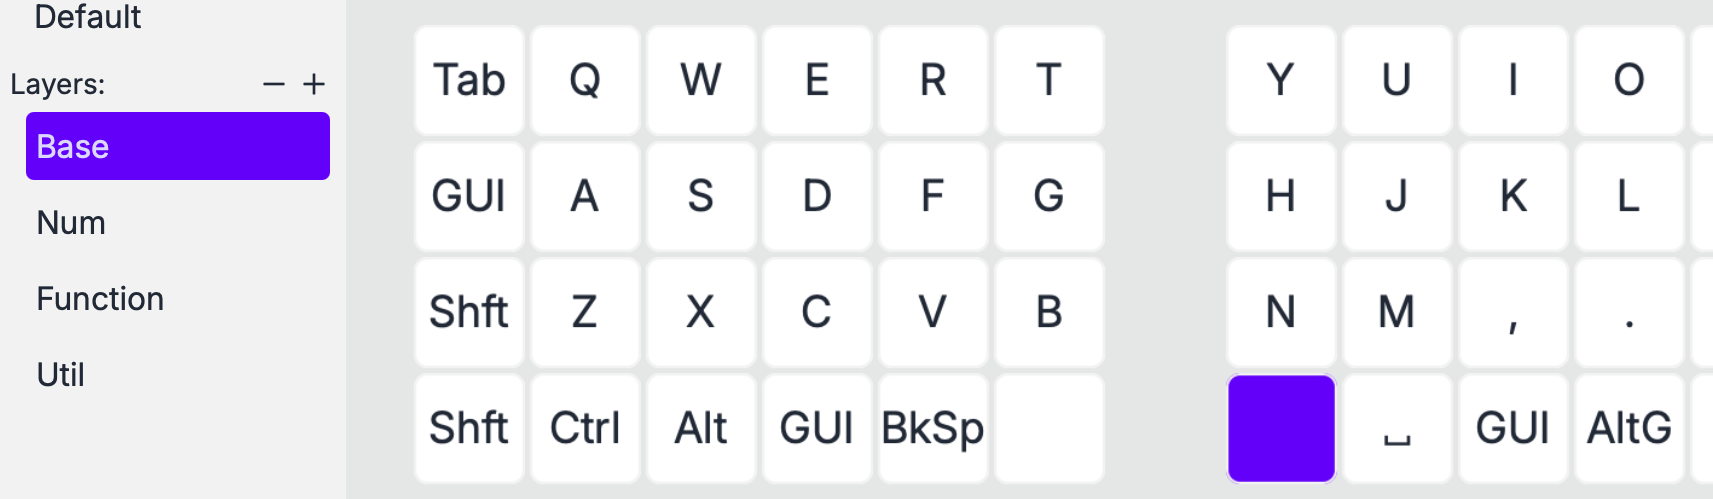 Default
Layers: − +
Base
Num
Function
Util
Tab Q W E R T Y U I O
GUI A S D F G H J K L
Shft Z X C V B N M , .
Shft Ctrl Alt GUI BkSp ⎵ GUI AltG